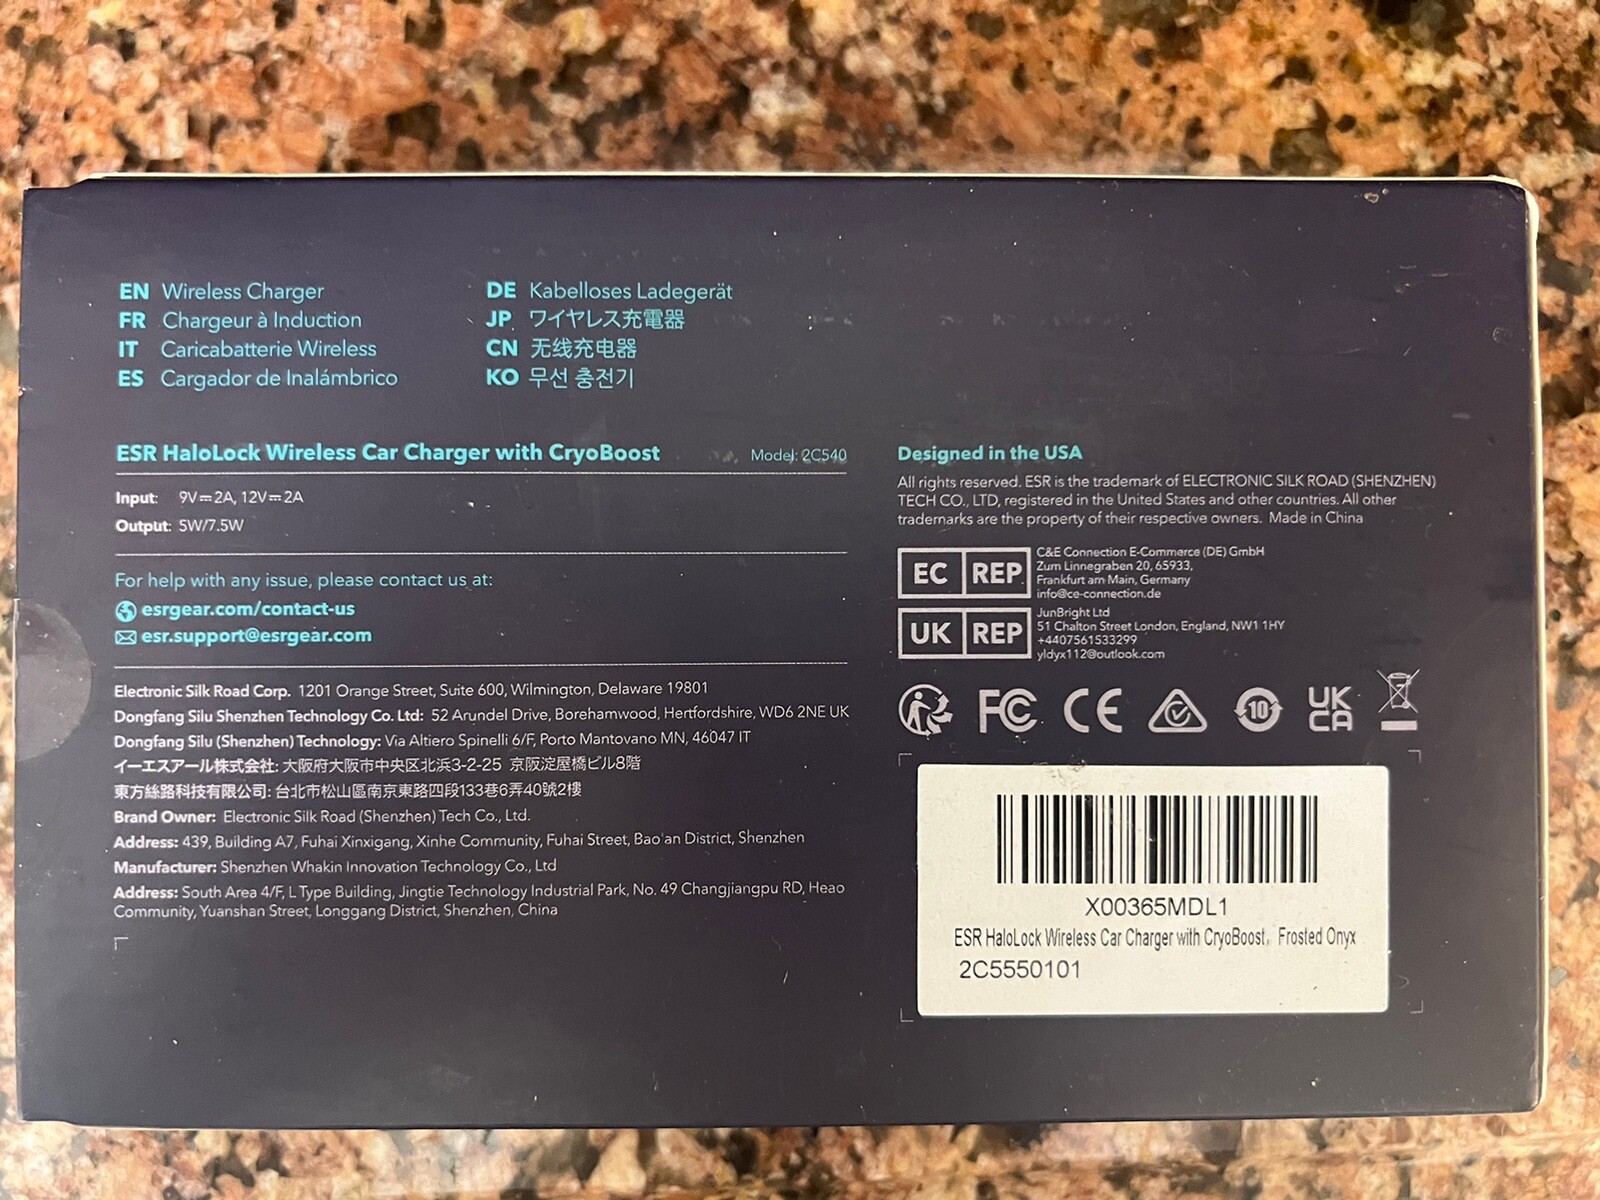 EN Wireless Charger
FR Chargeur à Induction
IT Caricabatterie Wireless
ES Cargador de Inalámbrico
DE Kabelloses Ladegerät
JP ワイヤレス充電器
CN 无线充电器
KO 무선 충전기
ESR HaloLock Wireless Car Charger with CryoBoost Model: 2C540
Input: 9V⎓2A, 12V⎓2A
Output: 5W/7.5W
For help with any issue, please contact us at:
esrgear.com/contact-us
esr.support@esrgear.com
Electronic Silk Road Corp. 1201 Orange Street, Suite 600, Wilmington, Delaware 19801
Dongfang Silu Shenzhen Technology Co. Ltd: 52 Arundel Drive, Borehamwood, Hertfordshire, WD6 2NE UK
Dongfang Silu (Shenzhen) Technology: Via Altiero Spinelli 6/F, Porto Mantovano MN, 46047 IT
イーエスアール株式会社: 大阪府大阪市中央区北浜3-2-25 京阪淀屋橋ビル8階
東方絲路科技有限公司: 台北市松山區南京東路四段133巷6弄40號2樓
Brand Owner: Electronic Silk Road (Shenzhen) Tech Co., Ltd.
Address: 439, Building A7, Fuhai Xinxigang, Xinhe Community, Fuhai Street, Bao'an District, Shenzhen
Manufacturer: Shenzhen Whakin Innovation Technology Co., Ltd
Address: South Area 4/F, L Type Building, Jingtie Technology Industrial Park, No. 49 Changjiangpu RD, Heao
Community, Yuanshan Street, Longgang District, Shenzhen, China
Designed in the USA
All rights reserved. ESR is the trademark of ELECTRONIC SILK ROAD (SHENZHEN)
TECH CO., LTD, registered in the United States and other countries. All other
trademarks are the property of their respective owners. Made in China
EC REP
C&E Connection E-Commerce (DE) GmbH
Zum Linnegraben 20, 65933,
Frankfurt am Main, Germany
info@ce-connection.de
UK REP
JunBright Ltd
51 Chalton Street London, England, NW1 1HY
+4407561533299
yldyx112@outlook.com
FC CE 10 UK
CA
X00365MDL1
ESR HaloLock Wireless Car Charger with CryoBoost, Frosted Onyx
2C5550101